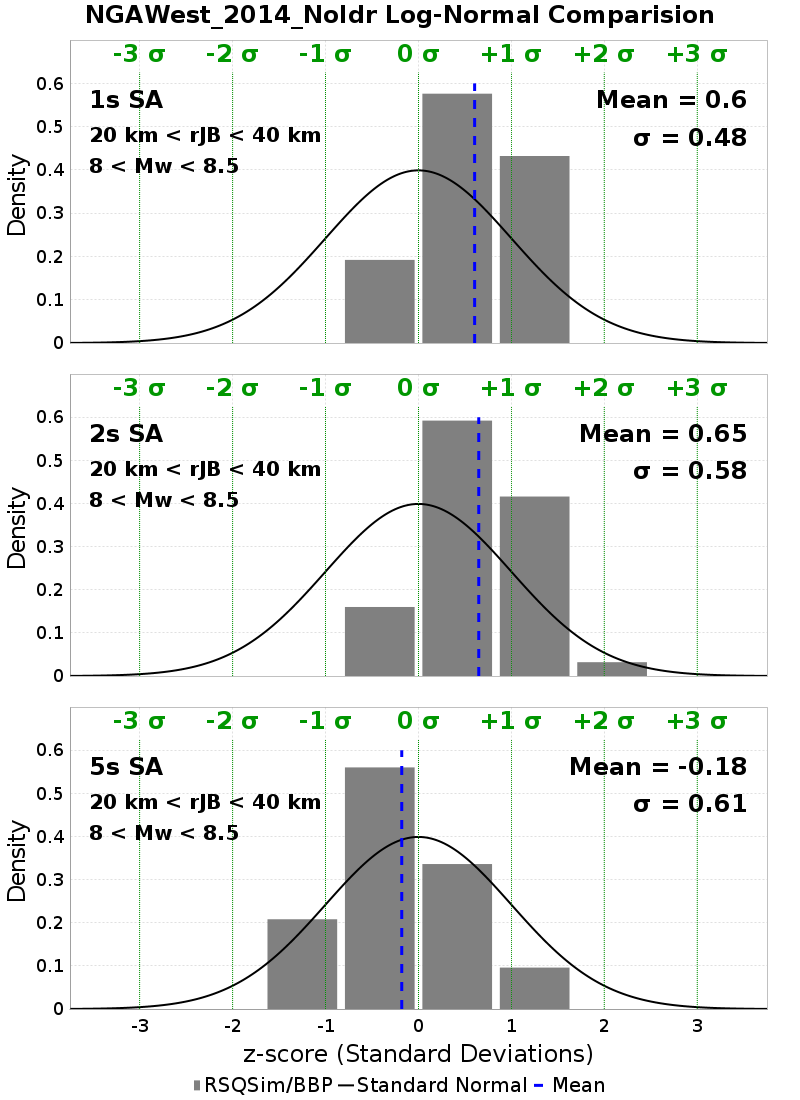 NGAWest_2014_NoIdr Log-Normal Comparision
-3 σ -2 σ -1 σ 0 σ +1 σ +2 σ +3 σ
1s SA
Mean = 0.6
20 km < rJB < 40 km
σ = 0.48
8 < Mw < 8.5
Density
0.6
0.5
0.4
0.3
0.2
0.1
0
-3 σ -2 σ -1 σ 0 σ +1 σ +2 σ +3 σ
2s SA
Mean = 0.65
20 km < rJB < 40 km
σ = 0.58
8 < Mw < 8.5
Density
0.6
0.5
0.4
0.3
0.2
0.1
0
-3 σ -2 σ -1 σ 0 σ +1 σ +2 σ +3 σ
5s SA
Mean = -0.18
20 km < rJB < 40 km
σ = 0.61
8 < Mw < 8.5
Density
0.6
0.5
0.4
0.3
0.2
0.1
0
-3 -2 -1 0 1 2 3
z-score (Standard Deviations)
RSQSim/BBP Standard Normal Mean